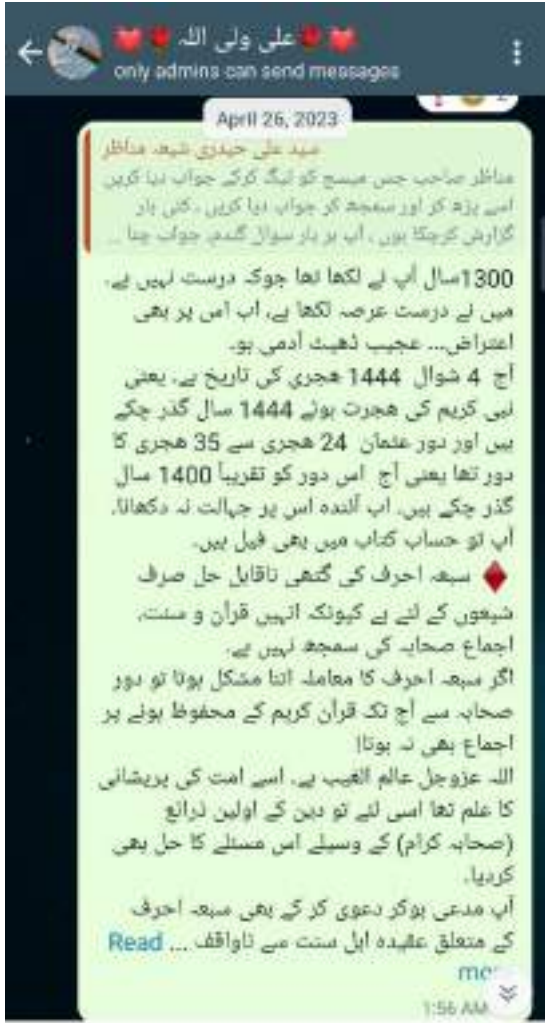 علی ولی اللہ
only admins can send messages
April 26, 2023
سید علی حیدری شیعہ مناظر
مناظر صاحب جس میسج کو ٹیگ کرکے جواب دیا کریں
اسے پڑھ کر اور سمجھ کر جواب دیا کریں ، کئی بار
گزارش کرچکا ہوں ، آپ ہر بار سوال گندم، جواب چنا ...
1300سال آپ نے لکھا تھا جوکہ درست نہیں ہے۔
میں نے درست عرصہ لکھا ہے، اب اس پر بھی
اعتراض... عجیب ڈھیٹ آدمی ہو۔
آج 4 شوال 1444 ھجری کی تاریخ ہے۔ یعنی
نبی کریم کی ھجرت ہوئے 1444 سال گذر چکے
ہیں اور دور عثمان 24 ھجری سے 35 ھجری کا
دور تھا یعنی آج اس دور کو تقریباً 1400 سال
گذر چکے ہیں۔ اب آئندہ اس پر جہالت نہ دکھانا۔
آپ تو حساب کتاب میں بھی فیل ہیں۔
♦️ سبعہ احرف کی گتھی ناقابل حل صرف
شیعوں کے لئے ہے کیونکہ انہیں قرآن و سنت،
اجماع صحابہ کی سمجھ نہیں ہے۔
اگر سبعہ احرف کا معاملہ اتنا مشکل ہوتا تو دور
صحابہ سے آج تک قرآن کریم کے محفوظ ہونے پر
اجماع بھی نہ ہوتا!
اللہ عزوجل عالم الغیب ہے، اسے امت کی پریشانی
کا علم تھا اسی لئے تو دین کے اولین ذرائع
(صحابہ کرام) کے وسیلے اس مسئلے کا حل بھی
کردیا۔
آپ مدعی ہوکر دعوی کر کے بھی سبعہ احرف
کے متعلق عقیدہ اہل سنت سے ناواقف ... Read
1:56 AM